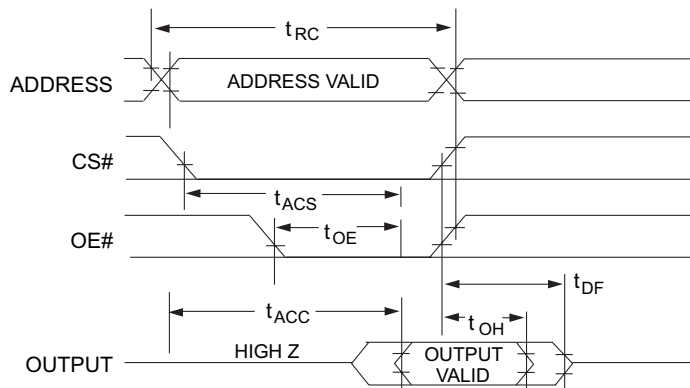 tRC
ADDRESS
ADDRESS VALID
CS#
tACS
OE#
tOE
tDF
tACC
tOH
OUTPUT
HIGH Z
OUTPUT
VALID